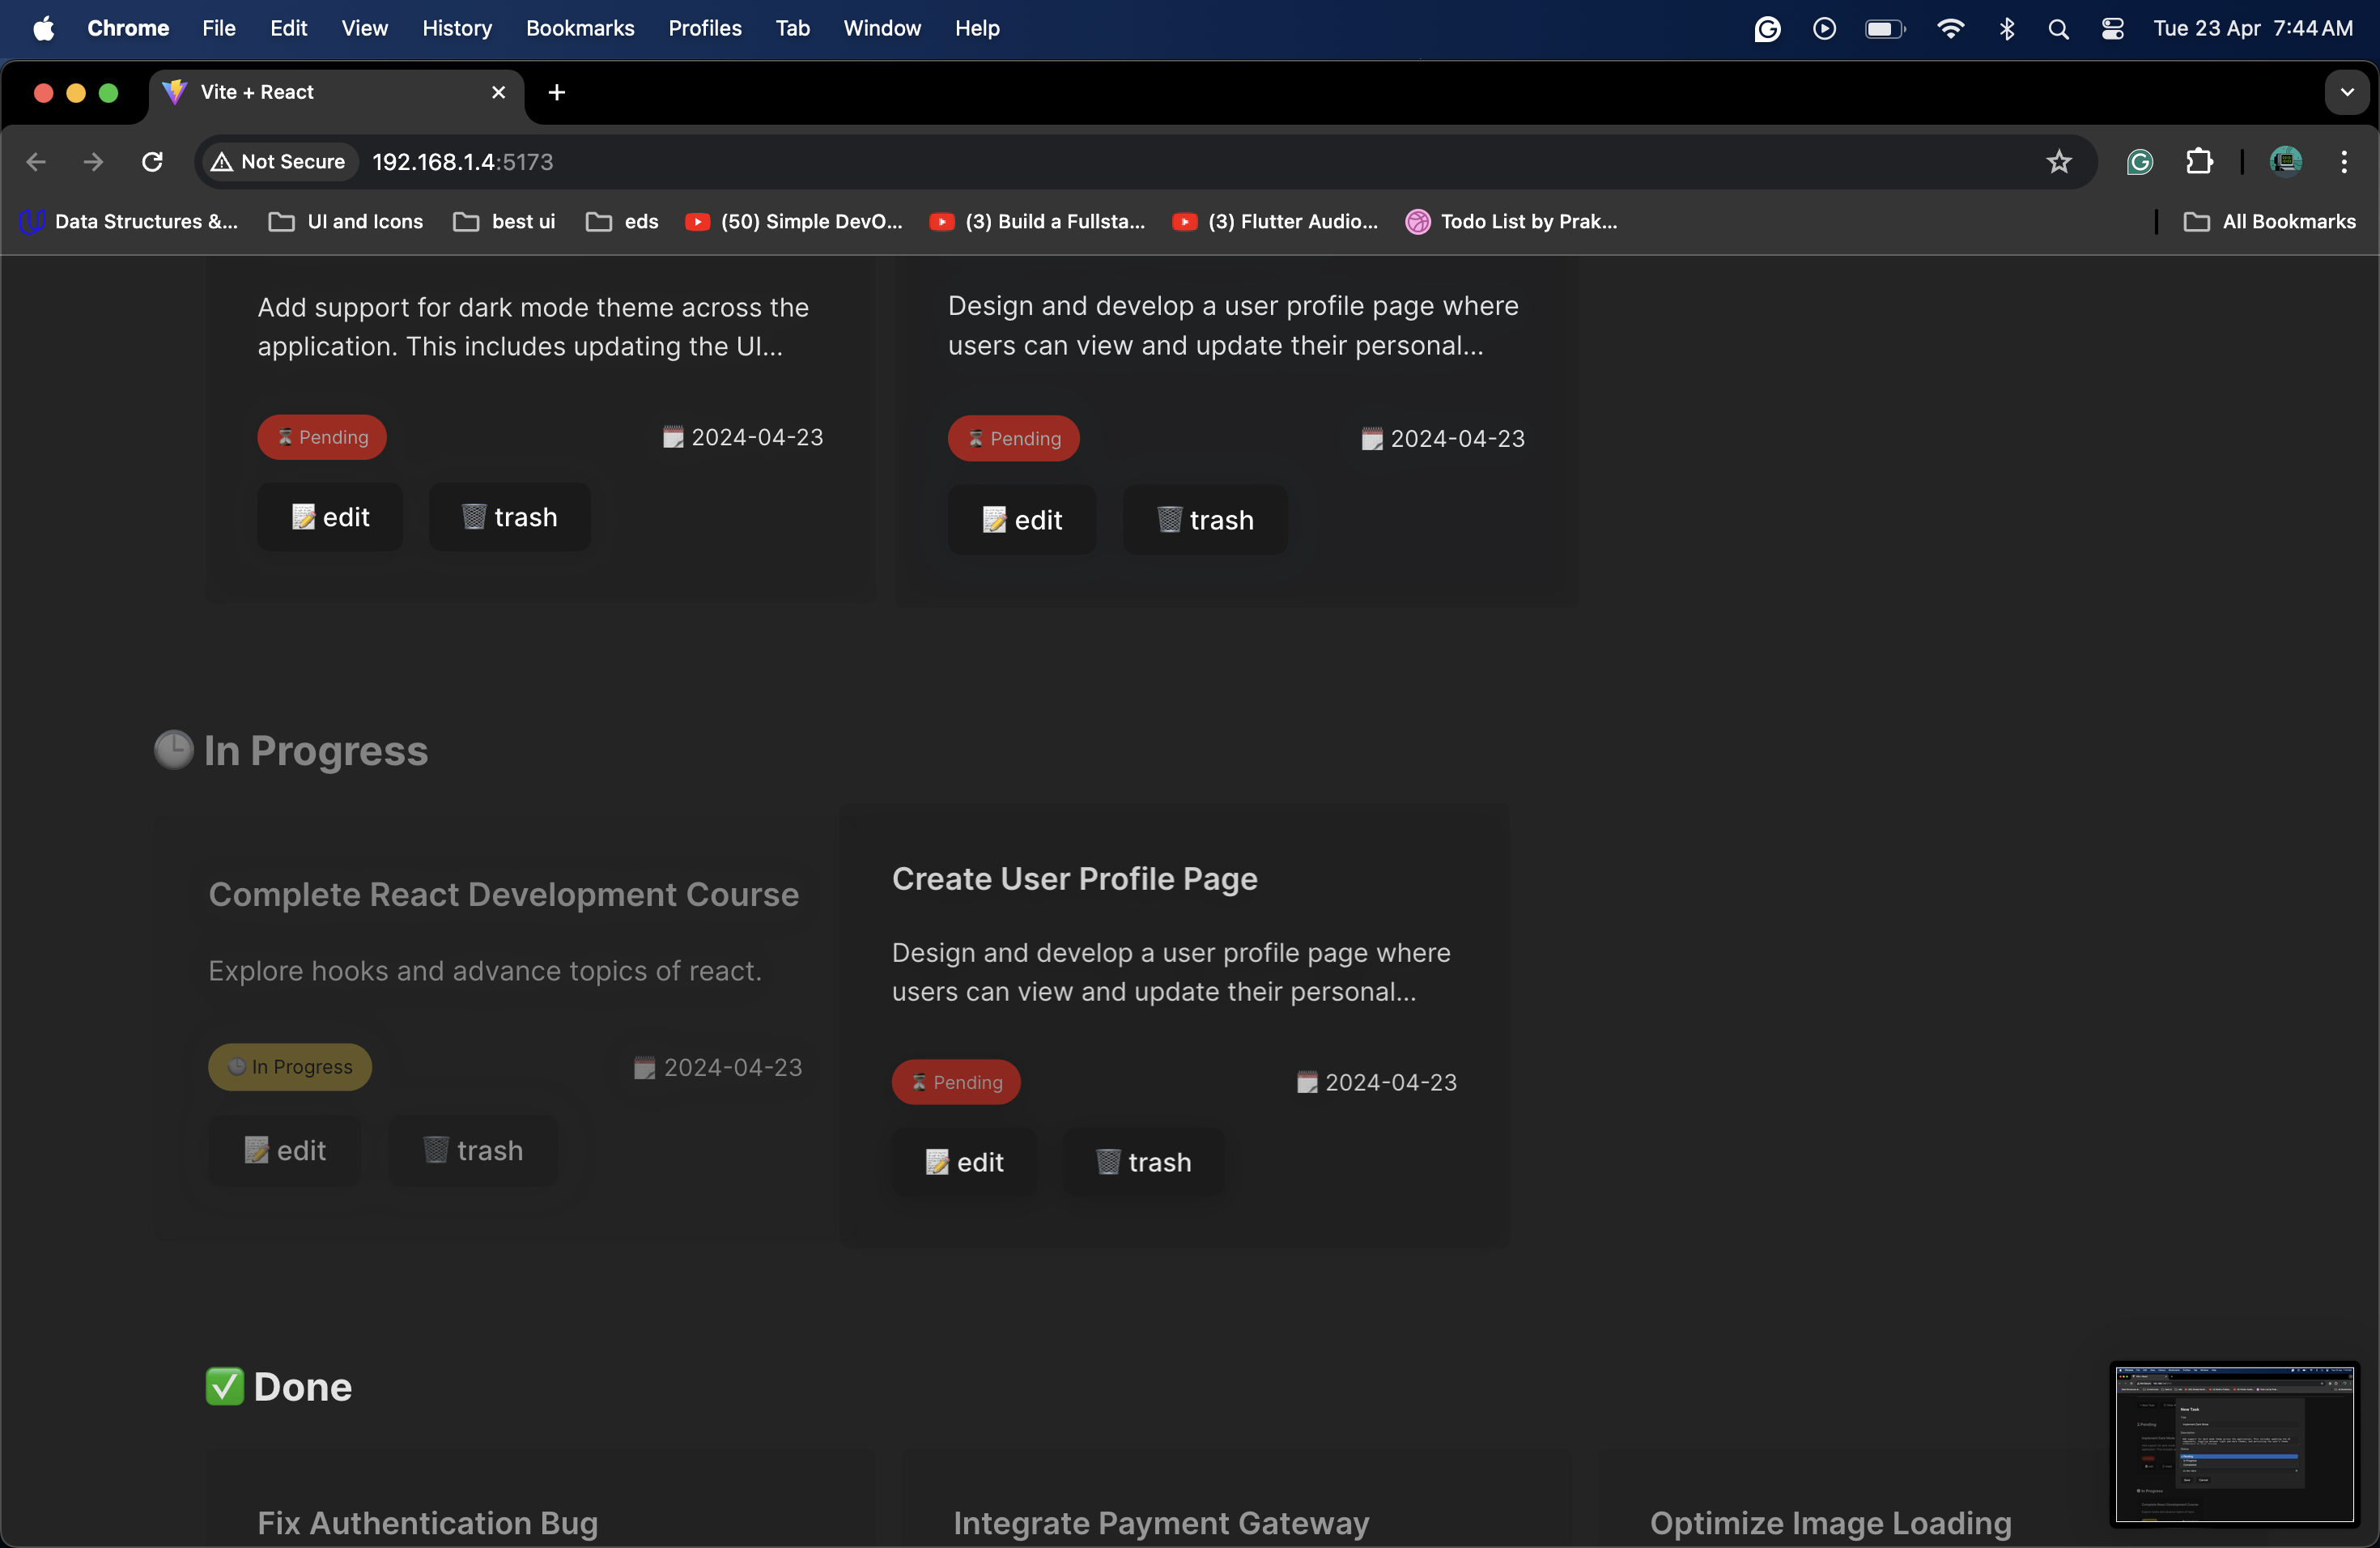 Chrome File Edit View History Bookmarks Profiles Tab Window Help Tue 23 Apr 7:44 AM
Vite + React
Not Secure 192.168.1.4:5173
Data Structures &... UI and Icons best ui eds (50) Simple DevO... (3) Build a Fullsta... (3) Flutter Audio... Todo List by Prak... All Bookmarks
Add support for dark mode theme across the
application. This includes updating the UI...
Pending 2024-04-23
edit trash
Design and develop a user profile page where
users can view and update their personal...
Pending 2024-04-23
edit trash
In Progress
Complete React Development Course
Explore hooks and advance topics of react.
In Progress 2024-04-23
edit trash
Create User Profile Page
Design and develop a user profile page where
users can view and update their personal...
Pending 2024-04-23
edit trash
Done
Fix Authentication Bug
Integrate Payment Gateway
Optimize Image Loading
New Task